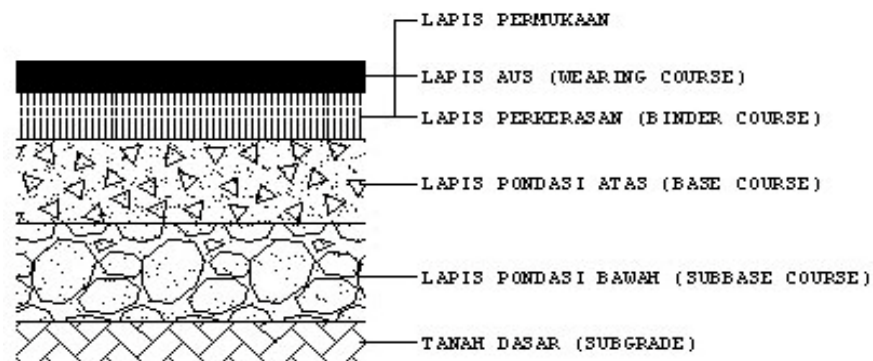 LAPIS PERMUKAAN
LAPIS AUS (WEARING COURSE)
LAPIS PERKERASAN (BINDER COURSE)
LAPIS PONDASI ATAS (BASE COURSE)
LAPIS PONDASI BAWAH (SUBBASE COURSE)
TANAH DASAR (SUBGRADE)